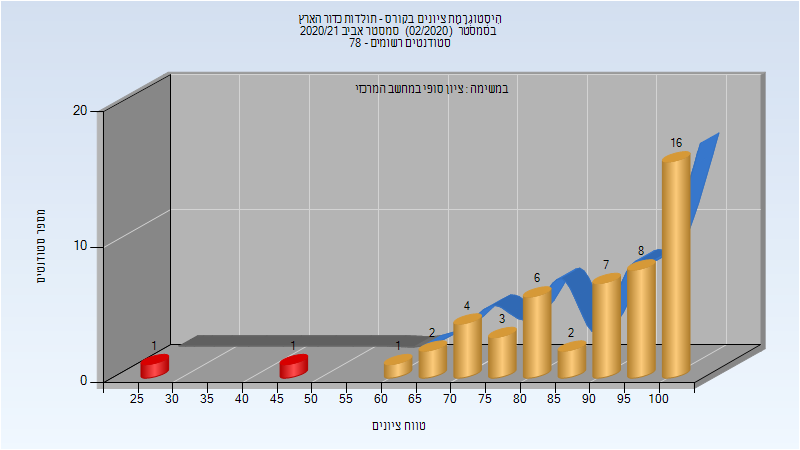 היסטוגרמת ציונים בקורס - תולדות כדור הארץ
בסמסטר (02/2020) סמסטר אביב 2020/21
סטודנטים רשומים - 78
במשימה : ציון סופי במחשב המרכזי
20
10
0
מספר סטודנטים
1
1
1
2
4
3
6
2
7
8
16
25 30 35 40 45 50 55 60 65 70 75 80 85 90 95 100
טווח ציונים